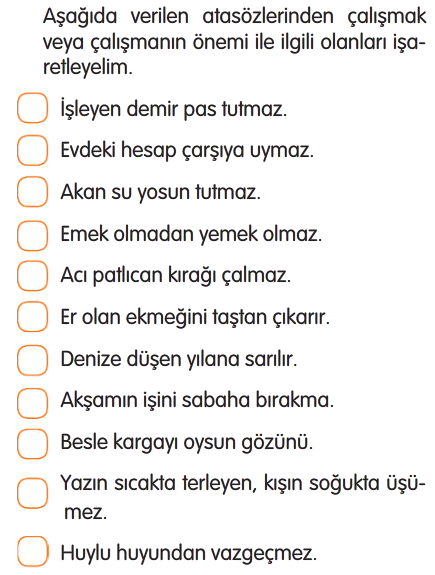 Aşağıda verilen atasözlerinden çalışmak
veya çalışmanın önemi ile ilgili olanları işa-
retleyelim.
İşleyen demir pas tutmaz.
Evdeki hesap çarşıya uymaz.
Akan su yosun tutmaz.
Emek olmadan yemek olmaz.
Acı patlıcan kırağı çalmaz.
Er olan ekmeğini taştan çıkarır.
Denize düşen yılana sarılır.
Akşamın işini sabaha bırakma.
Besle kargayı oysun gözünü.
Yazın sıcakta terleyen, kışın soğukta üşü-
mez.
Huylu huyundan vazgeçmez.